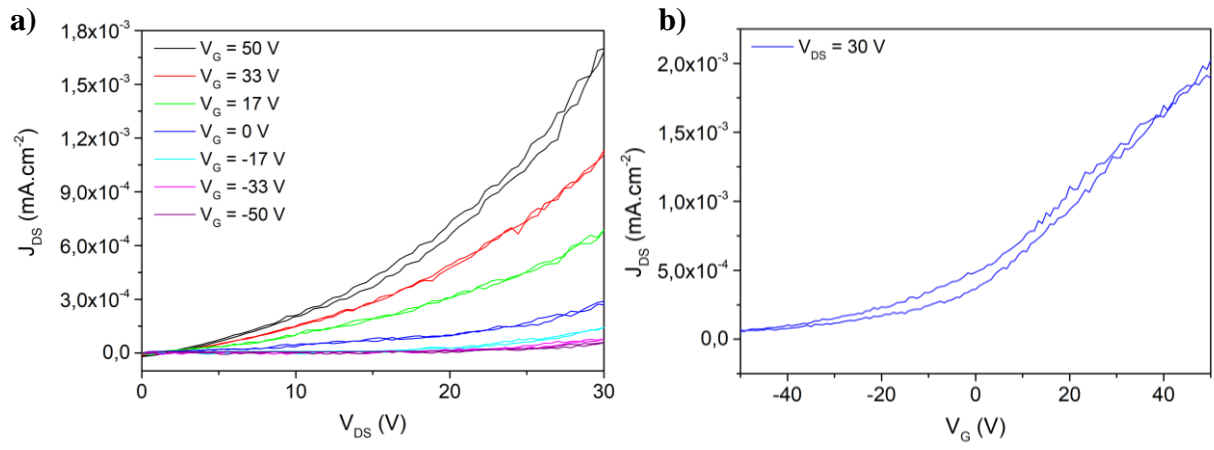 a)
1,8x10⁻³
1,5x10⁻³
1,2x10⁻³
9,0x10⁻⁴
6,0x10⁻⁴
3,0x10⁻⁴
0,0
J_DS (mA.cm⁻²)
V_G = 50 V
V_G = 33 V
V_G = 17 V
V_G = 0 V
V_G = -17 V
V_G = -33 V
V_G = -50 V
0 10 20 30
V_DS (V)
b)
2,0x10⁻³
1,5x10⁻³
1,0x10⁻³
5,0x10⁻⁴
0,0
J_DS (mA.cm⁻²)
V_DS = 30 V
-40 -20 0 20 40
V_G (V)